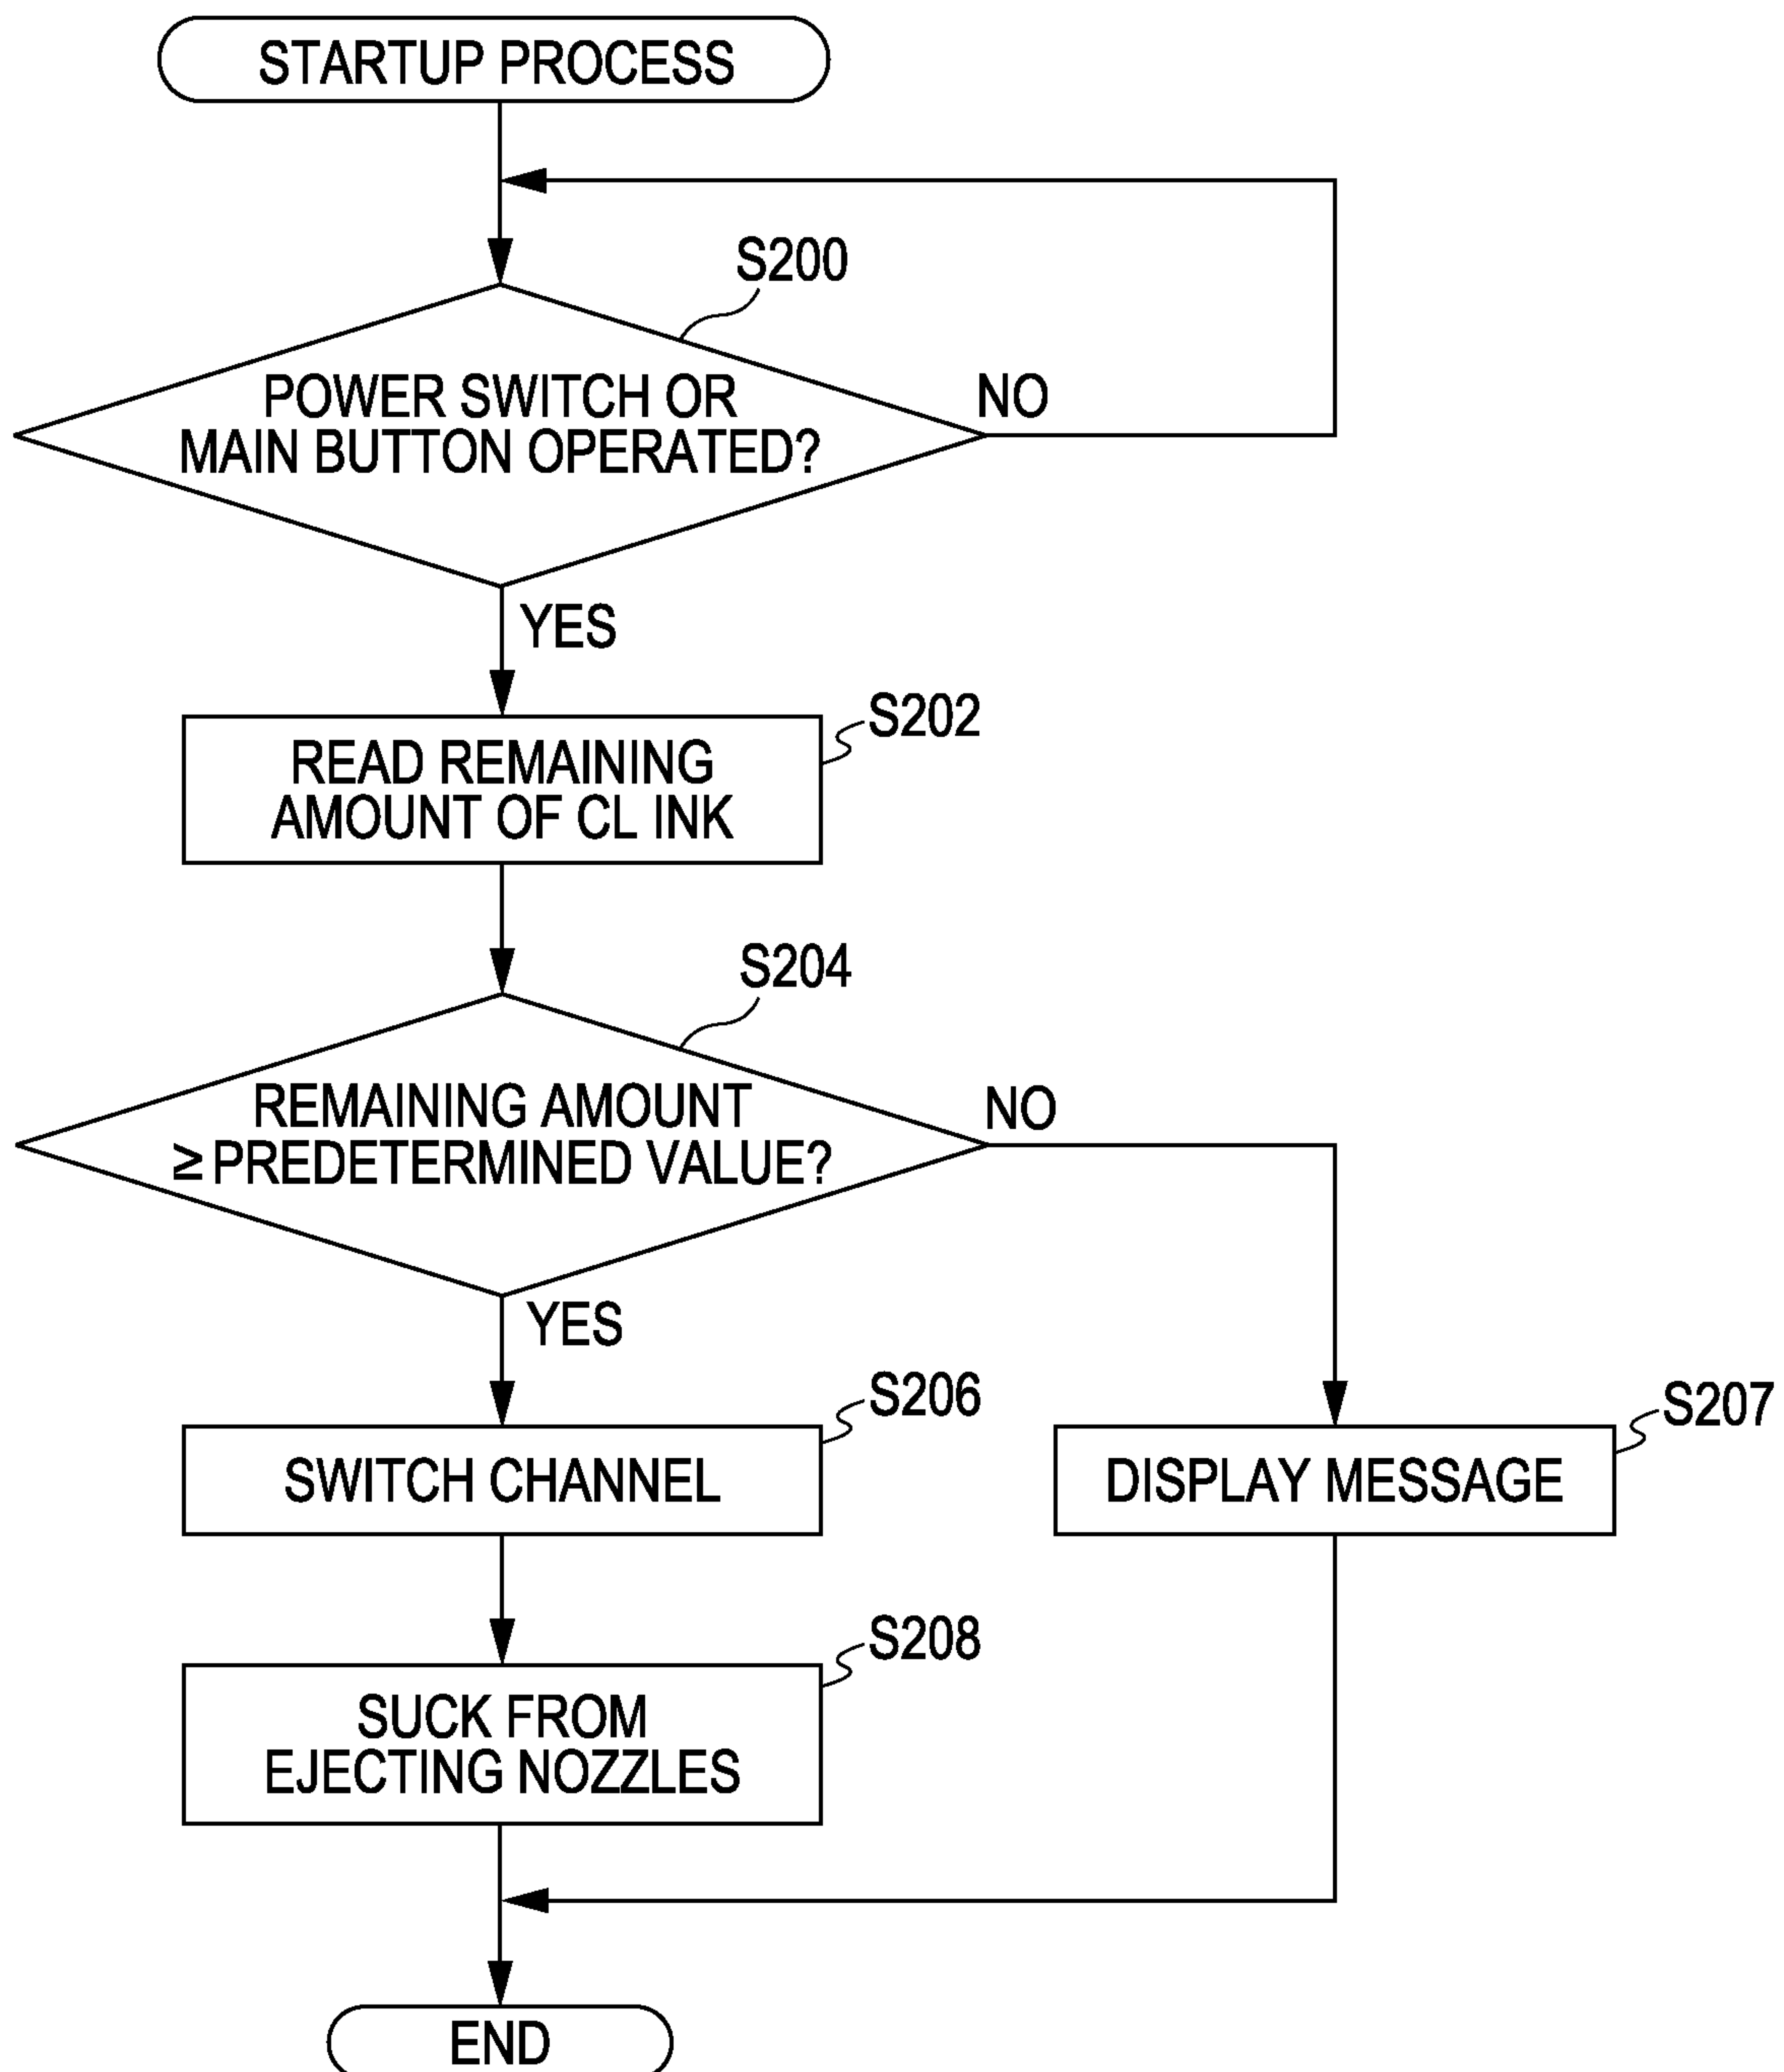 STARTUP PROCESS
S200
POWER SWITCH OR
MAIN BUTTON OPERATED?
NO
YES
S202
READ REMAINING
AMOUNT OF CL INK
S204
REMAINING AMOUNT
≥ PREDETERMINED VALUE?
NO
YES
S206
SWITCH CHANNEL
S207
DISPLAY MESSAGE
S208
SUCK FROM
EJECTING NOZZLES
END